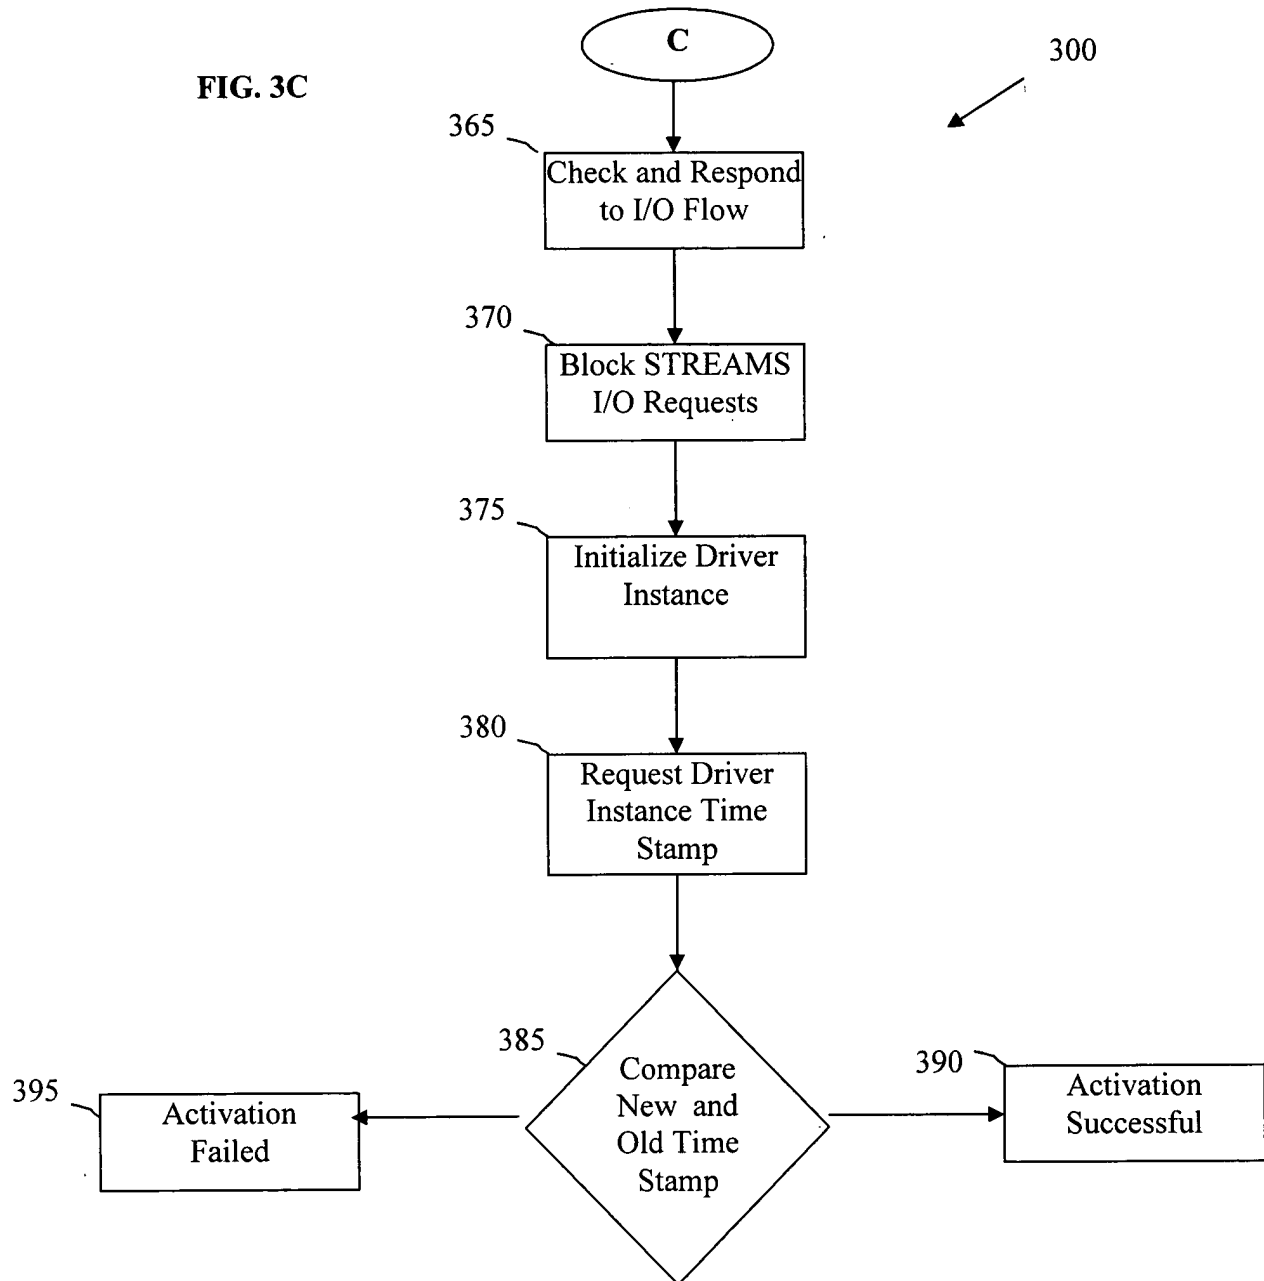 C
300
FIG. 3C
365
Check and Respond
to I/O Flow
370
Block STREAMS
I/O Requests
375
Initialize Driver
Instance
380
Request Driver
Instance Time
Stamp
385
Compare
New and
Old Time
Stamp
390
Activation
Successful
395
Activation
Failed